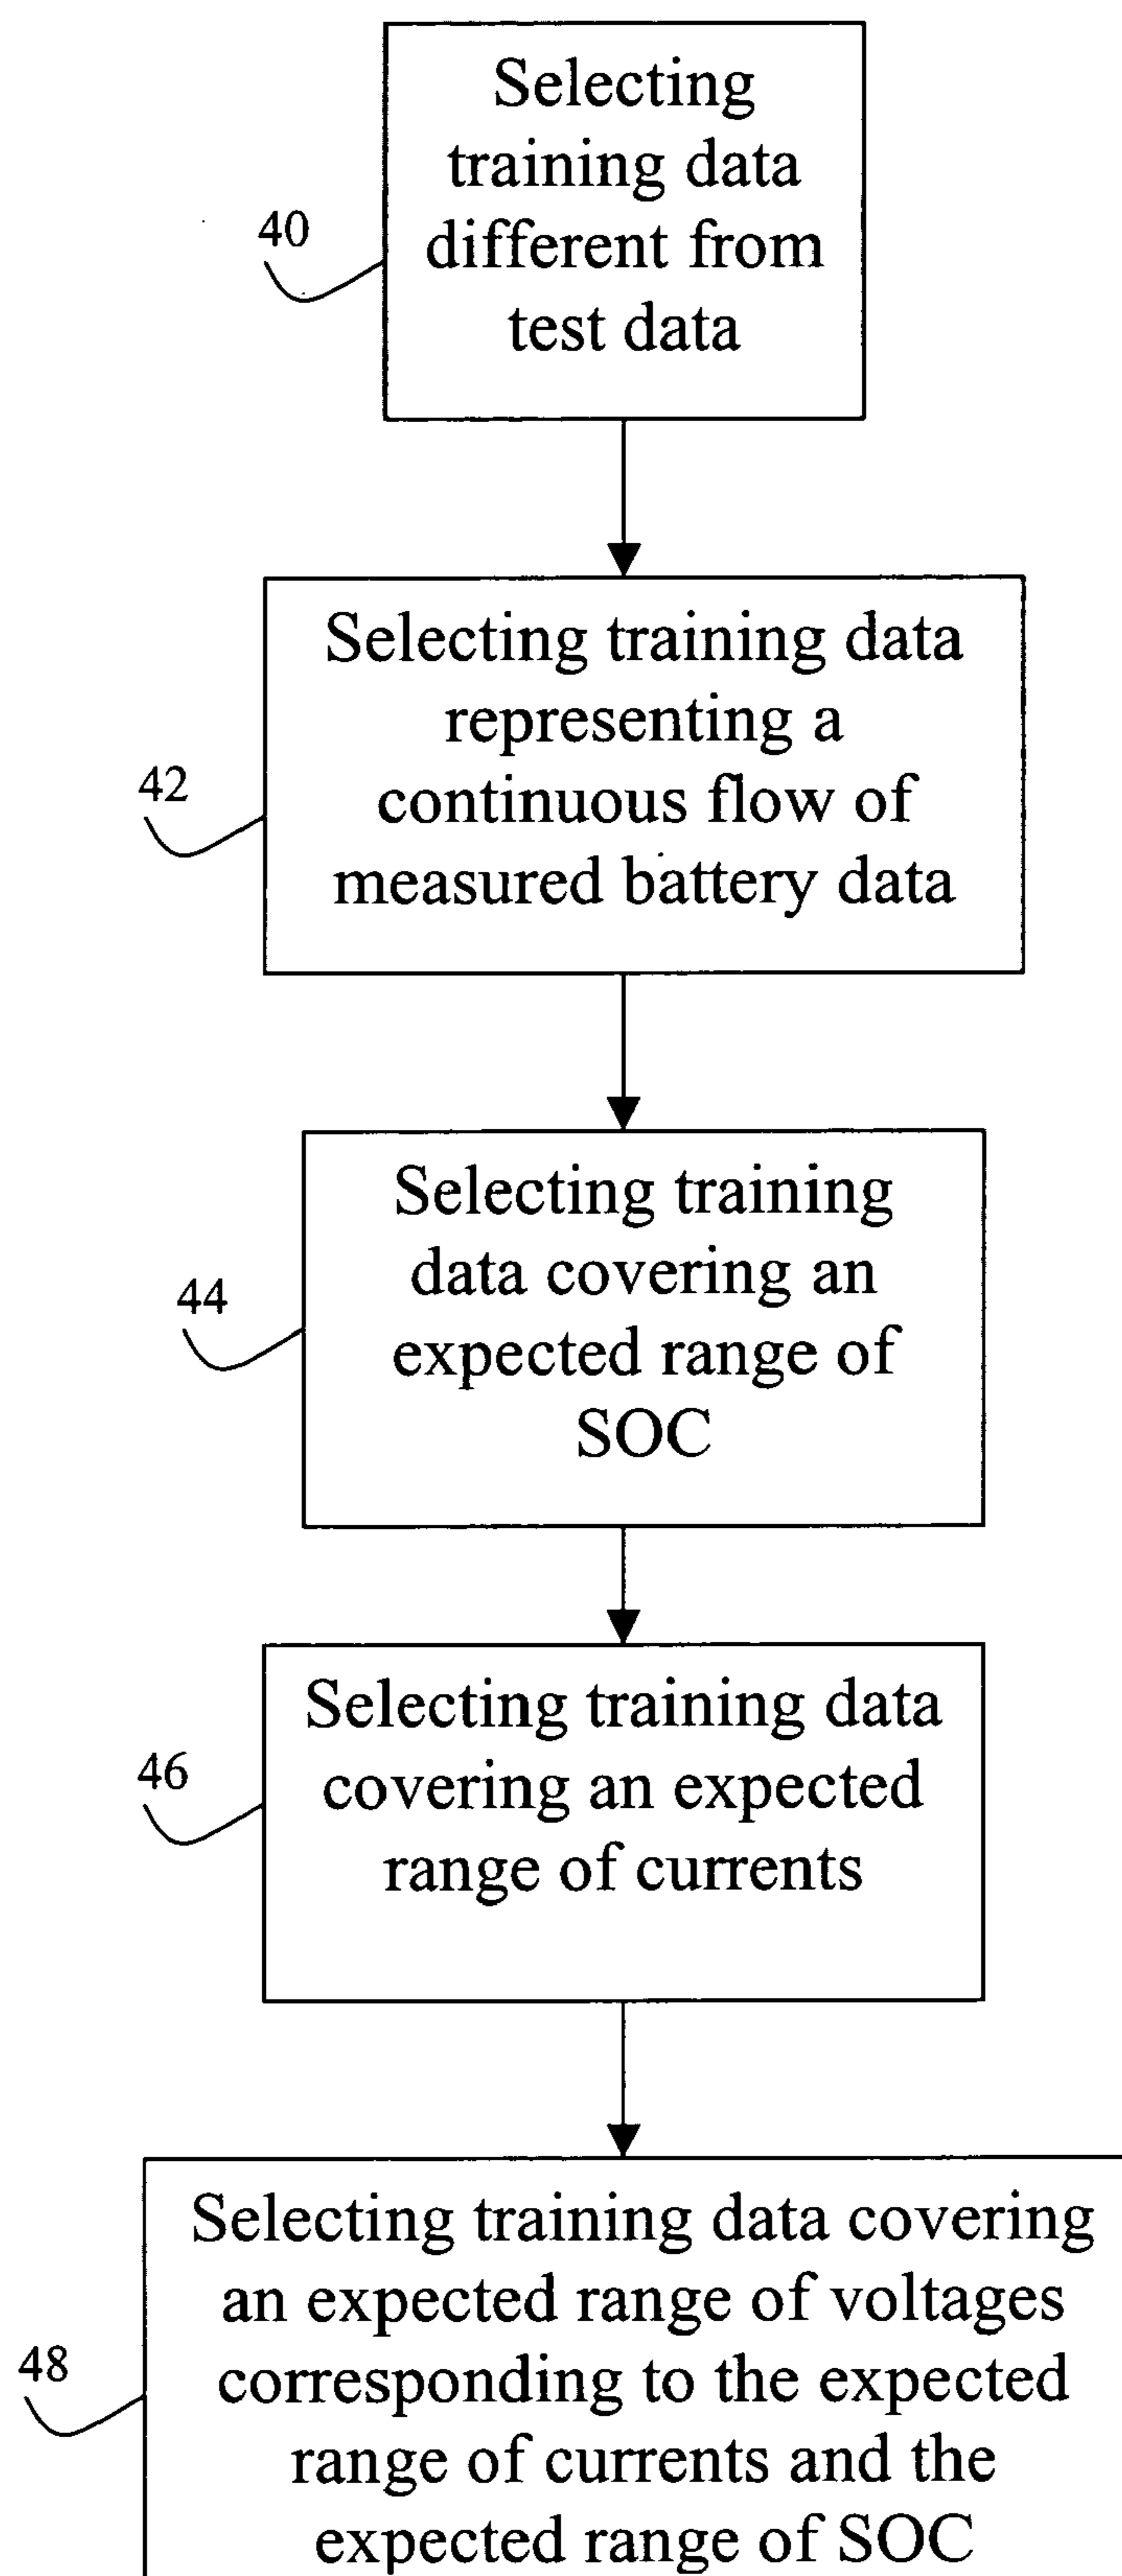 Selecting
training data
different from
test data
40
Selecting training data
representing a
continuous flow of
measured battery data
42
Selecting training
data covering an
expected range of
SOC
44
Selecting training data
covering an expected
range of currents
46
Selecting training data covering
an expected range of voltages
corresponding to the expected
range of currents and the
expected range of SOC
48